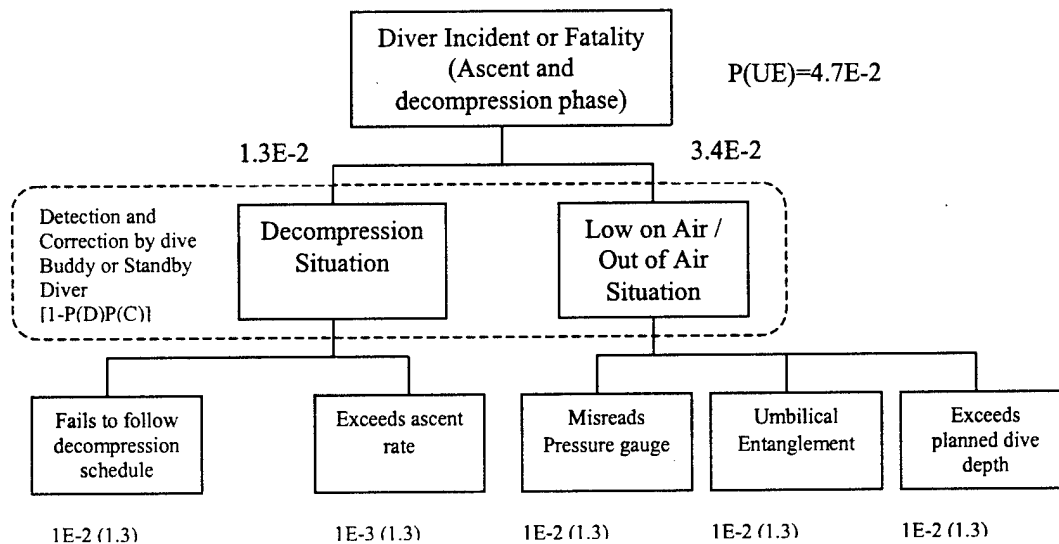 Diver Incident or Fatality
(Ascent and
decompression phase)
P(UE)=4.7E-2
1.3E-2
3.4E-2
Detection and
Correction by dive
Buddy or Standby
Diver
[1-P(D)P(C)]
Decompression
Situation
Low on Air /
Out of Air
Situation
Fails to follow
decompression
schedule
Exceeds ascent
rate
Misreads
Pressure gauge
Umbilical
Entanglement
Exceeds
planned dive
depth
1E-2 (1.3)
1E-3 (1.3)
1E-2 (1.3)
1E-2 (1.3)
1E-2 (1.3)